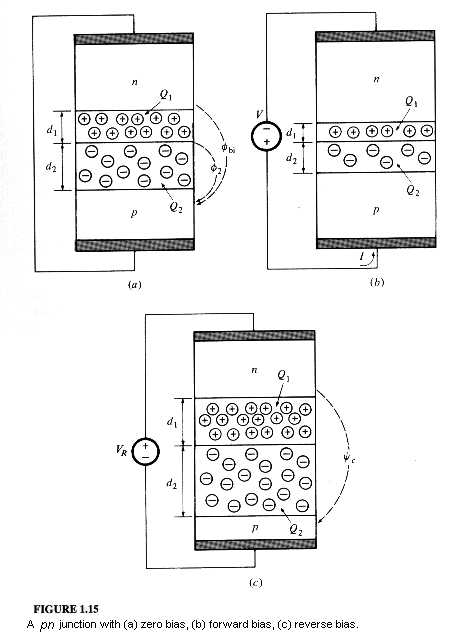 n
Q1
d1
d2
ϕbi
ϕ2
Q2
p
(a)
n
V
−
+
Q1
d1
d2
Q2
p
I
(b)
n
Q1
d1
VR
+
−
ψc
d2
p
Q2
(c)
FIGURE 1.15
A pn junction with (a) zero bias, (b) forward bias, (c) reverse bias.